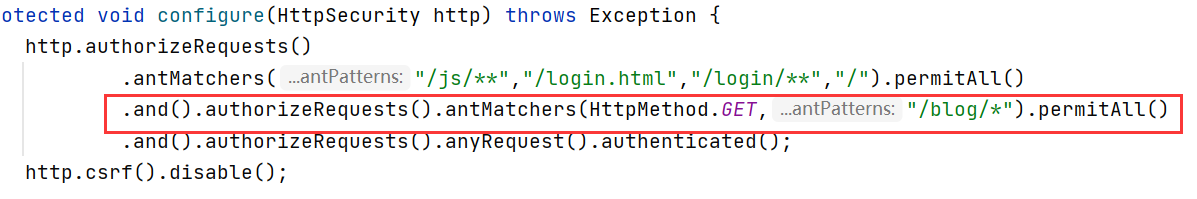 otected void configure(HttpSecurity http) throws Exception {
http.authorizeRequests()
.antMatchers( ...antPatterns: "/js/**","/login.html","/login/**","/").permitAll()
.and().authorizeRequests().antMatchers(HttpMethod.GET, ...antPatterns: "/blog/*").permitAll()
.and().authorizeRequests().anyRequest().authenticated();
http.csrf().disable();